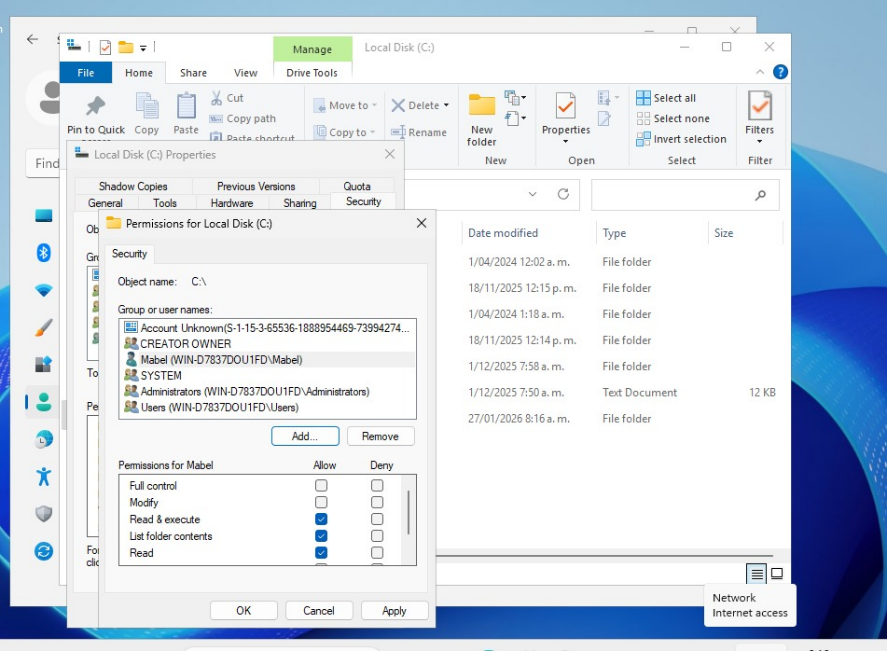 Manage
Local Disk (C:)
File
Home
Share
View
Drive Tools
Pin to Quick
Copy
Paste
Cut
Copy path
Paste shortcut
Move to
Copy to
Delete
Rename
New
folder
New
Properties
Open
Select all
Select none
Invert selection
Select
Filters
Filter
Find
Local Disk (C:) Properties
Shadow Copies
Previous Versions
Quota
General
Tools
Hardware
Sharing
Security
Ob
Gr
To
Pe
For
clic
Permissions for Local Disk (C:)
Security
Object name: C:\
Group or user names:
Account Unknown(S-1-15-3-65536-1888954469-73994274...
CREATOR OWNER
Mabel (WIN-D7837DOU1FD\Mabel)
SYSTEM
Administrators (WIN-D7837DOU1FD\Administrators)
Users (WIN-D7837DOU1FD\Users)
Add...
Remove
Permissions for Mabel
Allow
Deny
Full control
Modify
Read & execute
List folder contents
Read
OK
Cancel
Apply
Date modified
Type
Size
1/04/2024 12:02 a. m.
File folder
18/11/2025 12:15 p. m.
File folder
1/04/2024 1:18 a. m.
File folder
18/11/2025 12:14 p. m.
File folder
1/12/2025 7:58 a. m.
File folder
1/12/2025 7:50 a. m.
Text Document
12 KB
27/01/2026 8:16 a. m.
File folder
Network
Internet access